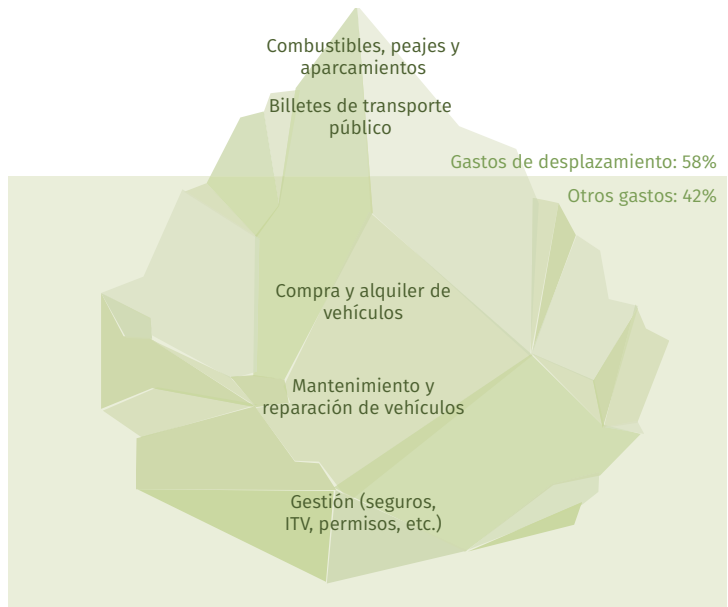 Combustibles, peajes y
aparcamientos
Billetes de transporte
público
Gastos de desplazamiento: 58%
Otros gastos: 42%
Compra y alquiler de
vehículos
Mantenimiento y
reparación de vehículos
Gestión (seguros,
ITV, permisos, etc.)